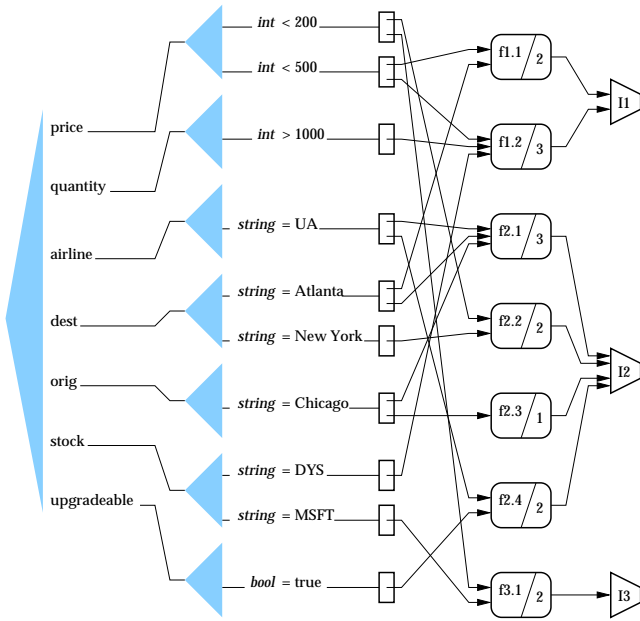 price
quantity
airline
dest
orig
stock
upgradeable
int < 200
int < 500
int > 1000
string = UA
string = Atlanta
string = New York
string = Chicago
string = DYS
string = MSFT
bool = true
f1.1 / 2
f1.2 / 3
f2.1 / 3
f2.2 / 2
f2.3 / 1
f2.4 / 2
f3.1 / 2
I1
I2
I3